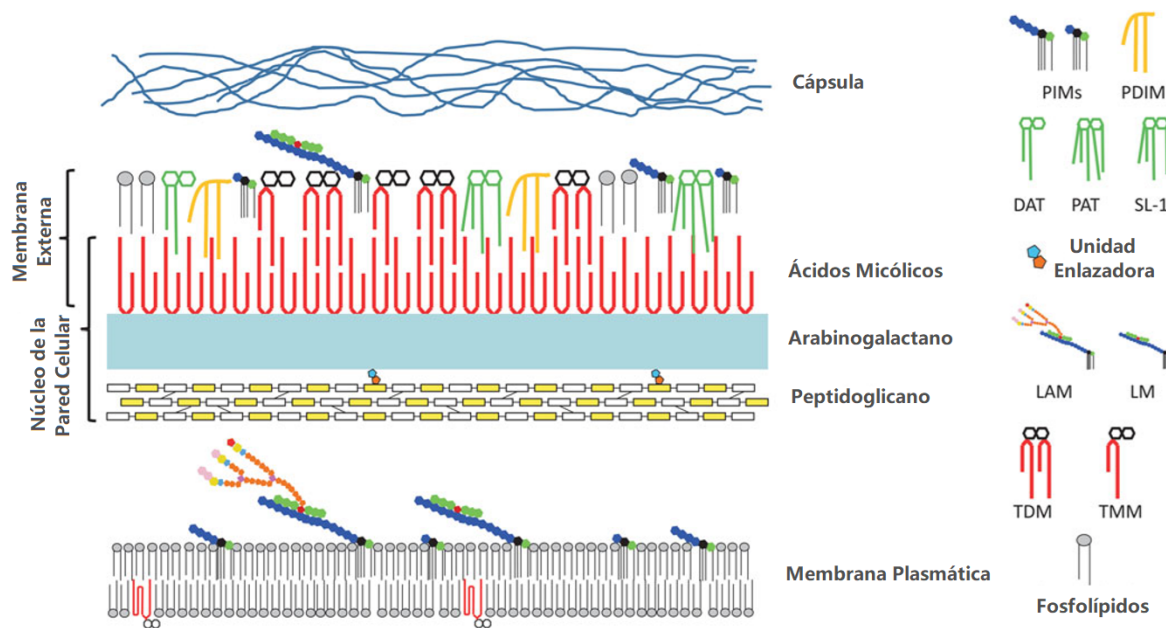 Cápsula
Membrana
Externa
Núcleo de la
Pared Celular
Ácidos Micólicos
Arabinogalactano
Peptidoglicano
Membrana Plasmática
PIMs
PDIM
DAT
PAT
SL-1
Unidad
Enlazadora
LAM
LM
TDM
TMM
Fosfolípidos